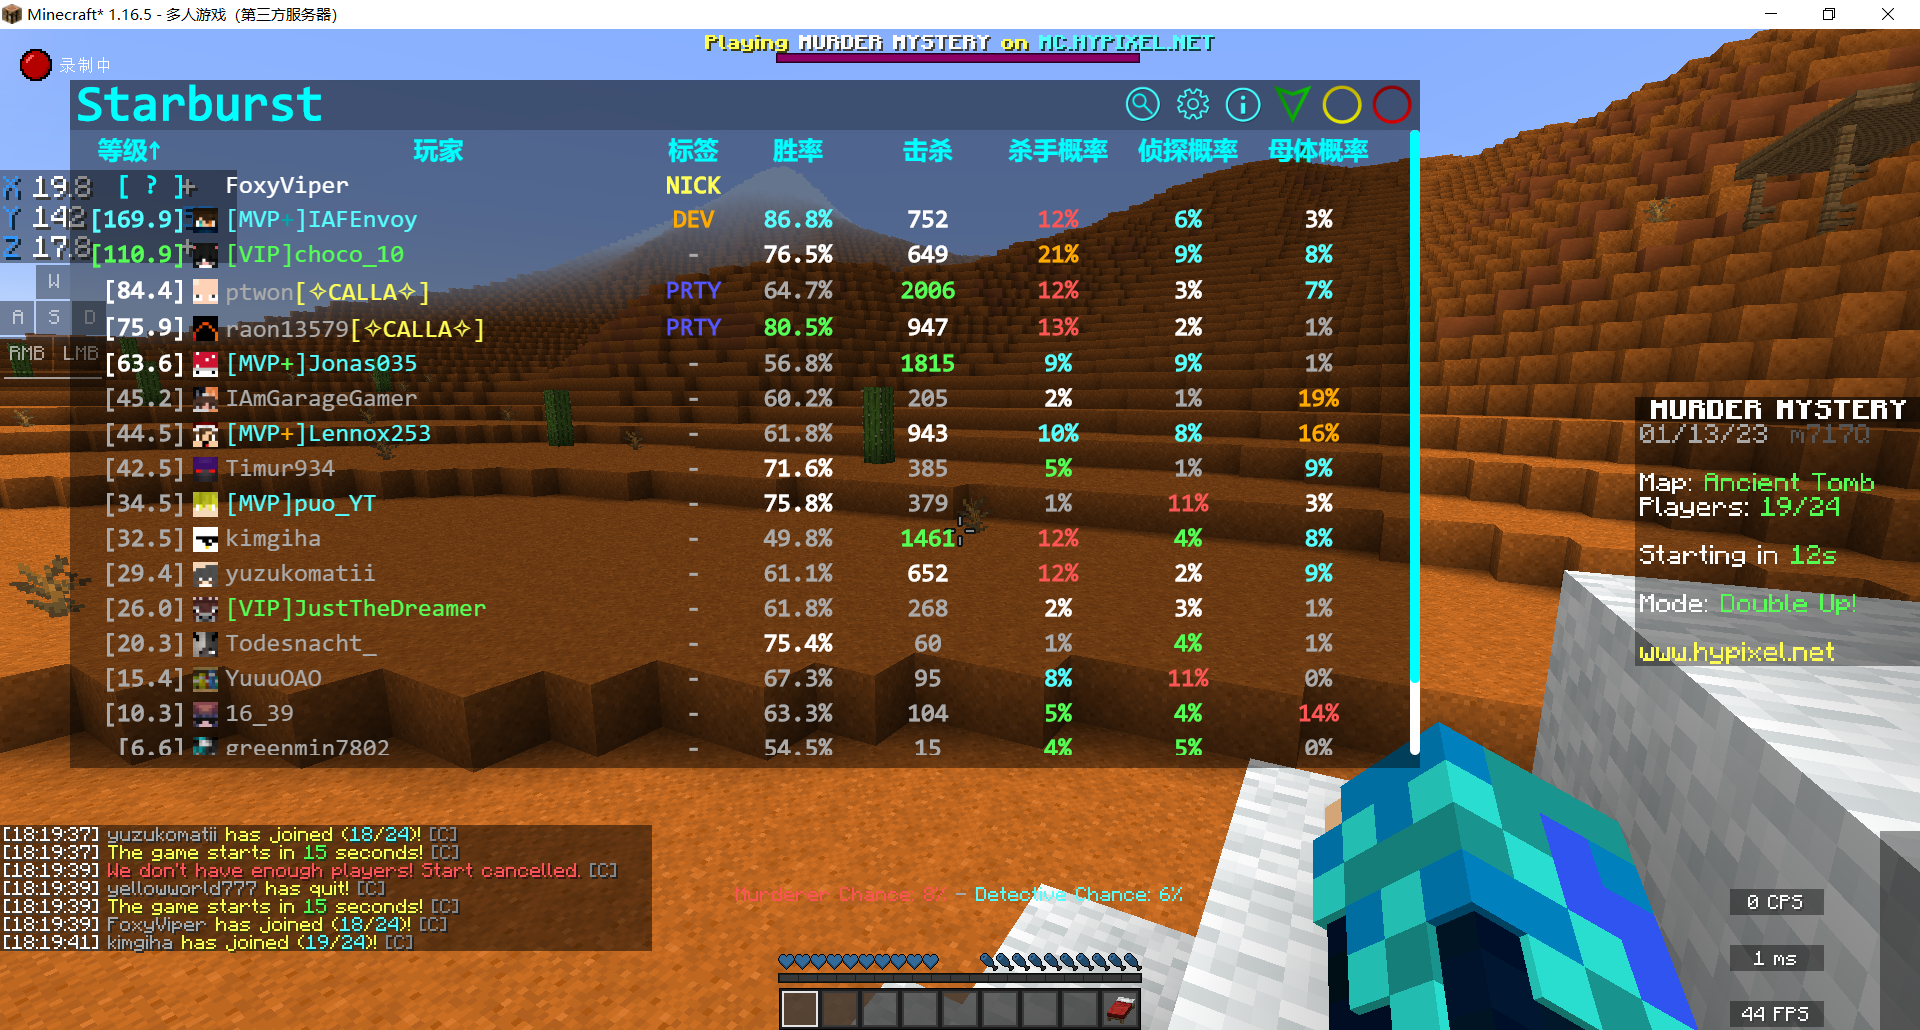 Minecraft* 1.16.5 - 多人游戏 (第三方服务器)
Playing MURDER MYSTERY on MC.HYPIXEL.NET
录制中
Starburst
等级↑ 玩家 标签 胜率 击杀 杀手概率 侦探概率 母体概率
[ ? ] FoxyViper NICK
[169.9] [MVP+]IAFEnvoy DEV 86.8% 752 12% 6% 3%
[110.9] [VIP]choco_10 - 76.5% 649 21% 9% 8%
[84.4] ptwon[✧CALLA✧] PRTY 64.7% 2006 12% 3% 7%
[75.9] raon13579[✧CALLA✧] PRTY 80.5% 947 13% 2% 1%
[63.6] [MVP+]Jonas035 - 56.8% 1815 9% 9% 1%
[45.2] IAmGarageGamer - 60.2% 205 2% 1% 19%
[44.5] [MVP+]Lennox253 - 61.8% 943 10% 8% 16%
[42.5] Timur934 - 71.6% 385 5% 1% 9%
[34.5] [MVP]puo_YT - 75.8% 379 1% 11% 3%
[32.5] kimgiha - 49.8% 1461 12% 4% 8%
[29.4] yuzukomatii - 61.1% 652 12% 2% 9%
[26.0] [VIP]JustTheDreamer - 61.8% 268 2% 3% 1%
[20.3] Todesnacht_ - 75.4% 60 1% 4% 1%
[15.4] YuuuOAO - 67.3% 95 8% 11% 0%
[10.3] 16_39 - 63.3% 104 5% 4% 14%
[6.6] greenmin7802 - 54.5% 15 4% 5% 0%
X 19.8
Y 142
Z 17.8
W
A S D
RMB LMB
MURDER MYSTERY
01/13/23 m717Q
Map: Ancient Tomb
Players: 19/24
Starting in 12s
Mode: Double Up!
www.hypixel.net
[18:19:37] yuzukomatii has joined (18/24)! [C]
[18:19:37] The game starts in 15 seconds! [C]
[18:19:39] We don't have enough players! Start cancelled. [C]
[18:19:39] yellowworld777 has quit! [C]
[18:19:39] The game starts in 15 seconds! [C]
[18:19:39] FoxyViper has joined (18/24)! [C]
[18:19:41] kimgiha has joined (19/24)! [C]
Murderer Chance: 8% - Detective Chance: 6%
0 CPS
1 ms
44 FPS